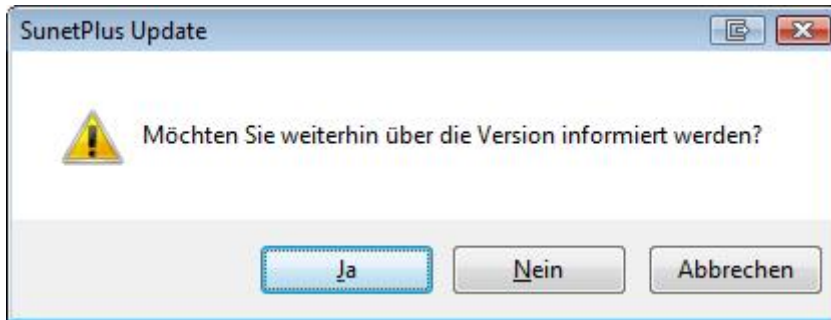 SunetPlus Update
Möchten Sie weiterhin über die Version informiert werden?
Ja
Nein
Abbrechen